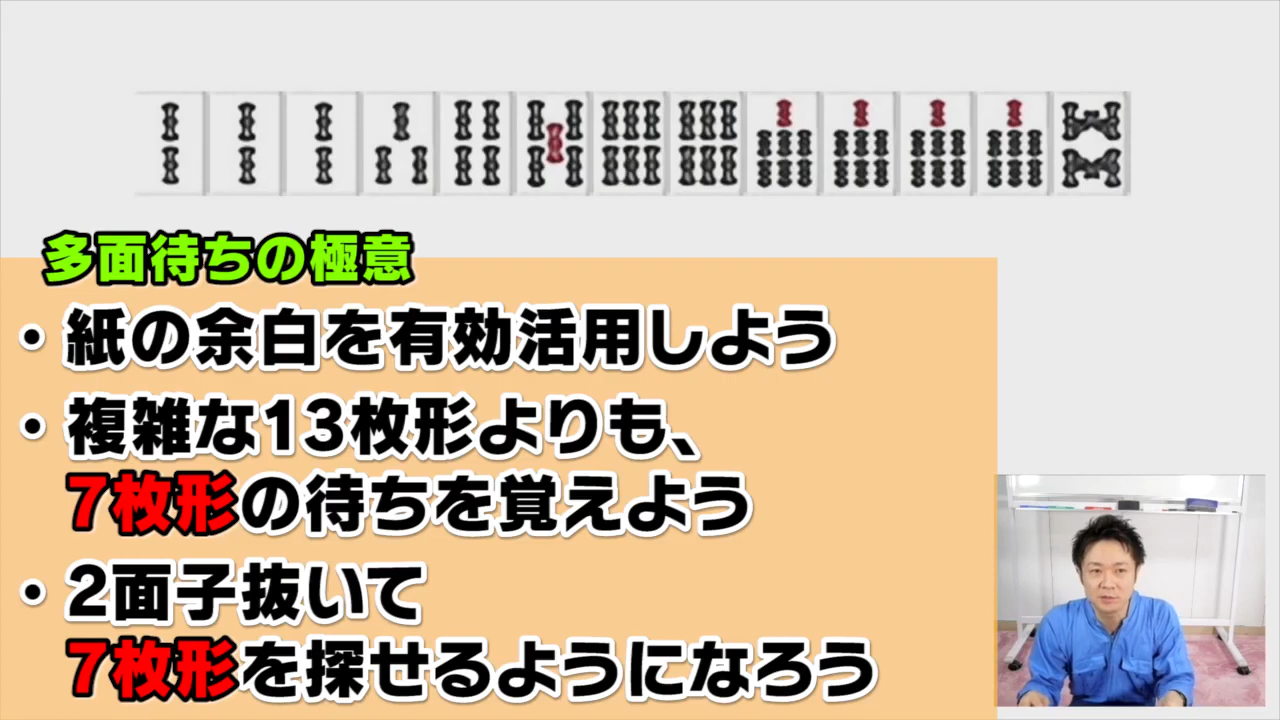 多面待ちの極意
・紙の余白を有効活用しよう
・複雑な13枚形よりも、
7枚形の待ちを覚えよう
・2面子抜いて
7枚形を探せるようになろう